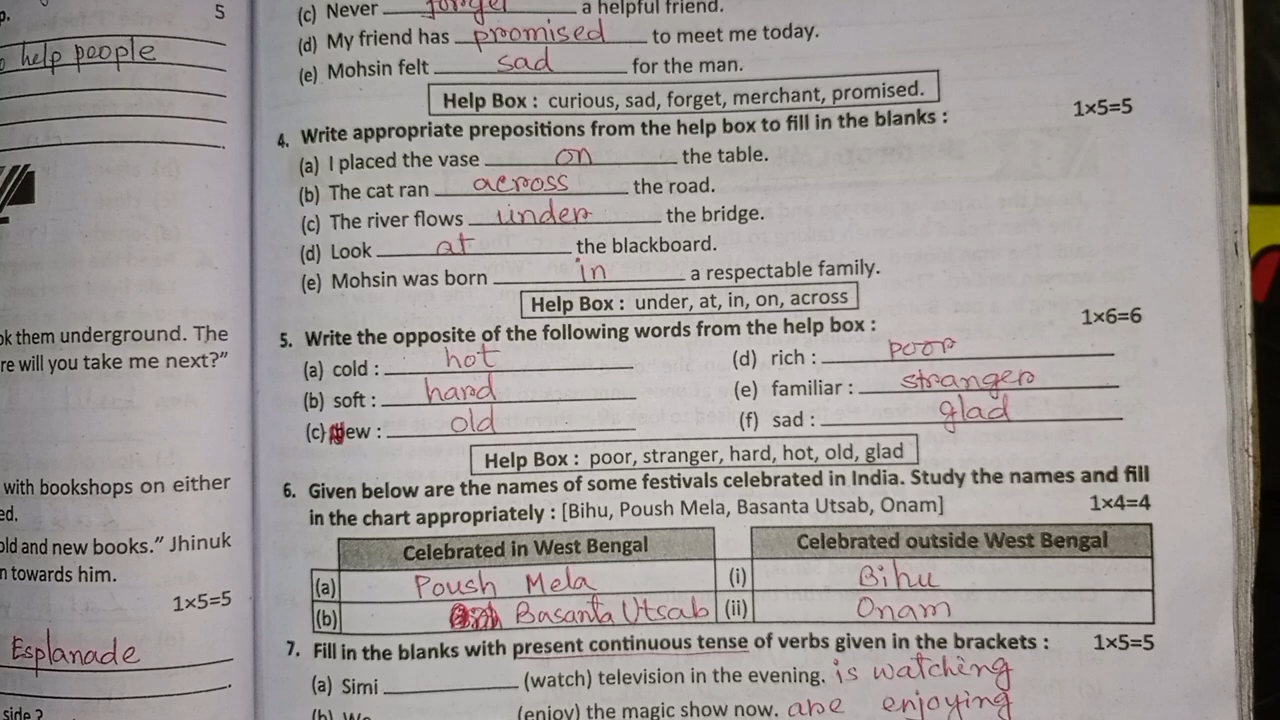 p. 5
help people
ok them underground. The
re will you take me next?"
with bookshops on either
ed.
old and new books." Jhinuk
n towards him.
1×5=5
Esplanade
side ?
(c) Never forget a helpful friend.
(d) My friend has promised to meet me today.
(e) Mohsin felt sad for the man.
Help Box : curious, sad, forget, merchant, promised.
4. Write appropriate prepositions from the help box to fill in the blanks : 1×5=5
(a) I placed the vase on the table.
(b) The cat ran across the road.
(c) The river flows under the bridge.
(d) Look at the blackboard.
(e) Mohsin was born in a respectable family.
Help Box : under, at, in, on, across
5. Write the opposite of the following words from the help box : 1×6=6
(a) cold : hot (d) rich : poor
(b) soft : hard (e) familiar : stranger
(c) new : old (f) sad : glad
Help Box : poor, stranger, hard, hot, old, glad
6. Given below are the names of some festivals celebrated in India. Study the names and fill
in the chart appropriately : [Bihu, Poush Mela, Basanta Utsab, Onam] 1×4=4
Celebrated in West Bengal Celebrated outside West Bengal
(a) Poush Mela (i) Bihu
(b) Basanta Utsab (ii) Onam
7. Fill in the blanks with present continuous tense of verbs given in the brackets : 1×5=5
(a) Simi (watch) television in the evening. is watching
(b) We (enjoy) the magic show now. are enjoying